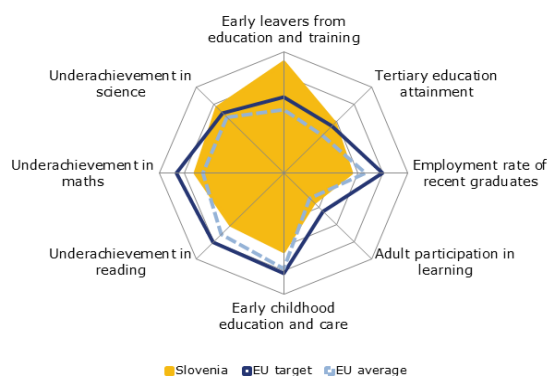 Early leavers from
education and training
Underachievement in
science
Tertiary education
attainment
Underachievement in
maths
Employment rate of
recent graduates
Underachievement in
reading
Adult participation in
learning
Early childhood
education and care
Slovenia EU target EU average